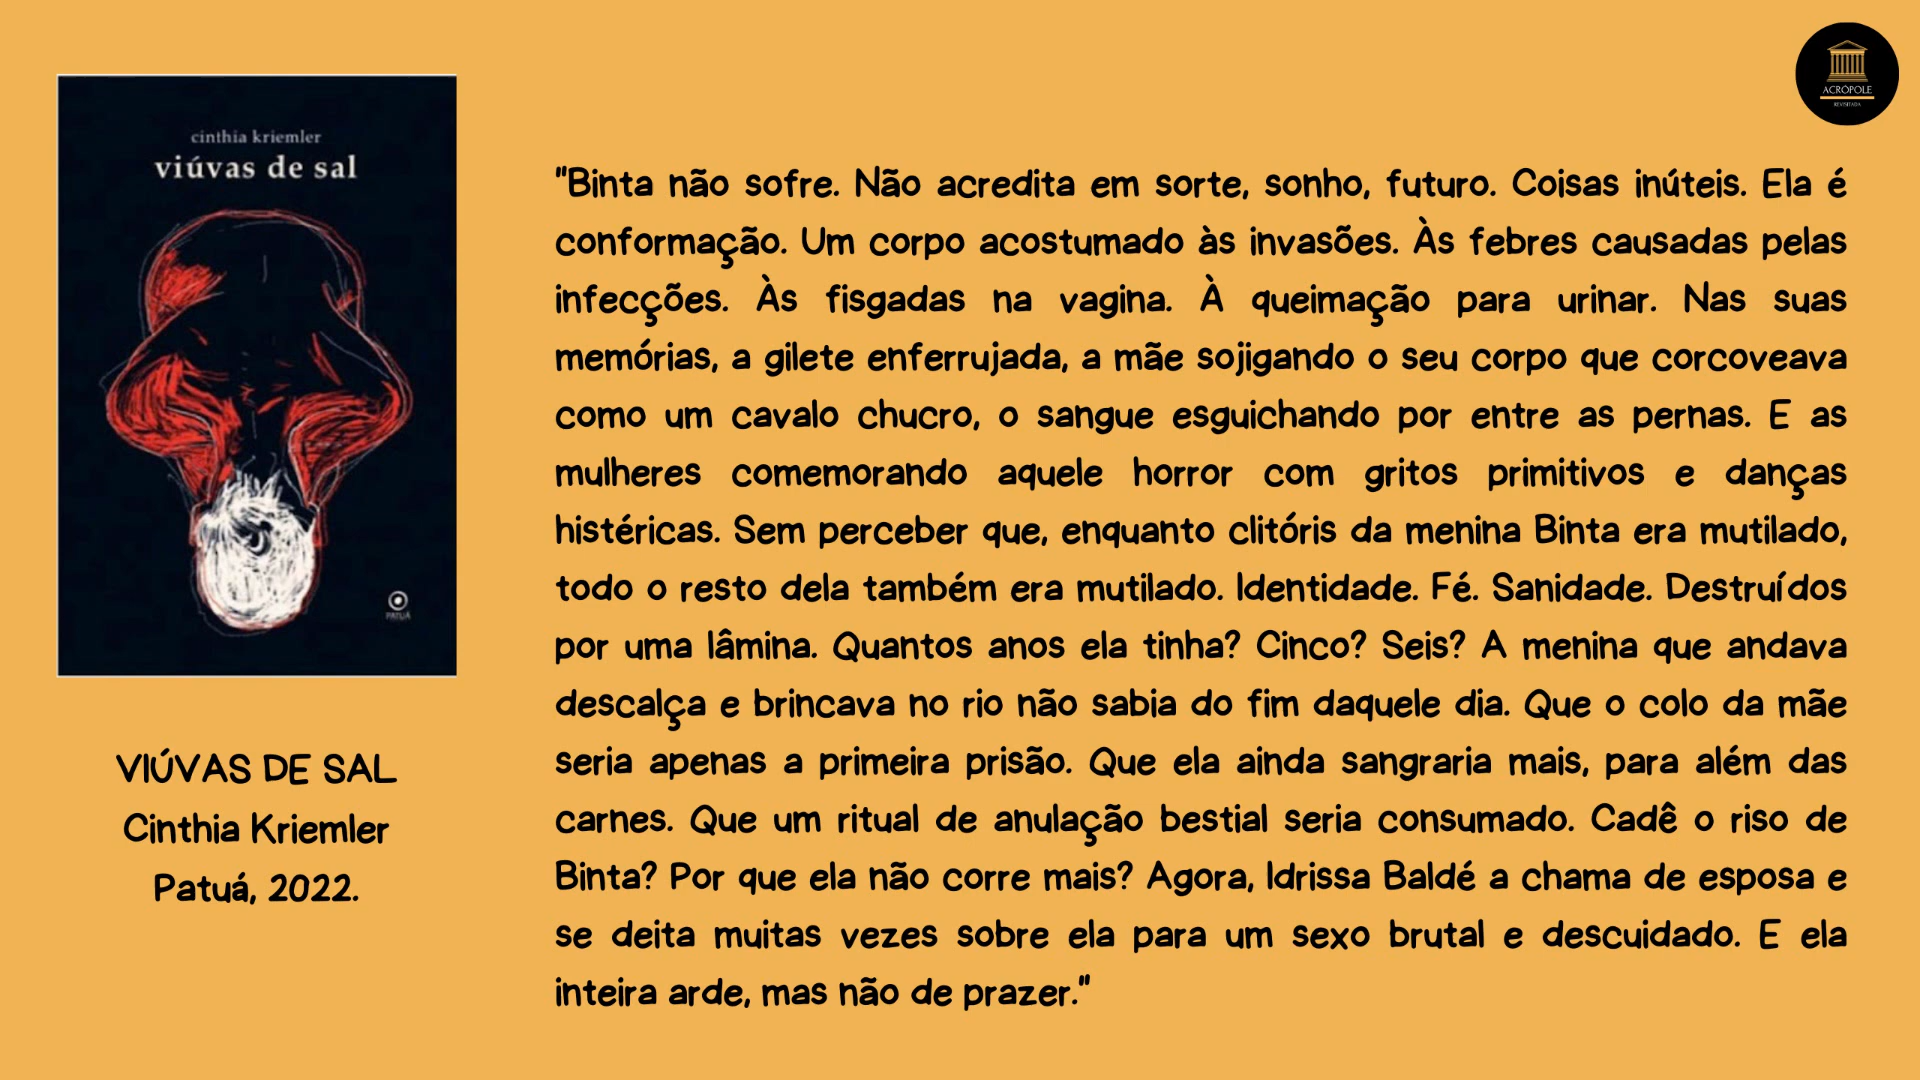 cinthia kriemler
viúvas de sal
PATUÁ
VIÚVAS DE SAL
Cinthia Kriemler
Patuá, 2022.
ACRÓPOLE
REVISITADA
"Binta não sofre. Não acredita em sorte, sonho, futuro. Coisas inúteis. Ela é
conformação. Um corpo acostumado às invasões. Às febres causadas pelas
infecções. Às fisgadas na vagina. À queimação para urinar. Nas suas
memórias, a gilete enferrujada, a mãe sojigando o seu corpo que corcoveava
como um cavalo chucro, o sangue esguichando por entre as pernas. E as
mulheres comemorando aquele horror com gritos primitivos e danças
histéricas. Sem perceber que, enquanto clitóris da menina Binta era mutilado,
todo o resto dela também era mutilado. Identidade. Fé. Sanidade. Destruídos
por uma lâmina. Quantos anos ela tinha? Cinco? Seis? A menina que andava
descalça e brincava no rio não sabia do fim daquele dia. Que o colo da mãe
seria apenas a primeira prisão. Que ela ainda sangraria mais, para além das
carnes. Que um ritual de anulação bestial seria consumado. Cadê o riso de
Binta? Por que ela não corre mais? Agora, Idrissa Baldé a chama de esposa e
se deita muitas vezes sobre ela para um sexo brutal e descuidado. E ela
inteira arde, mas não de prazer."